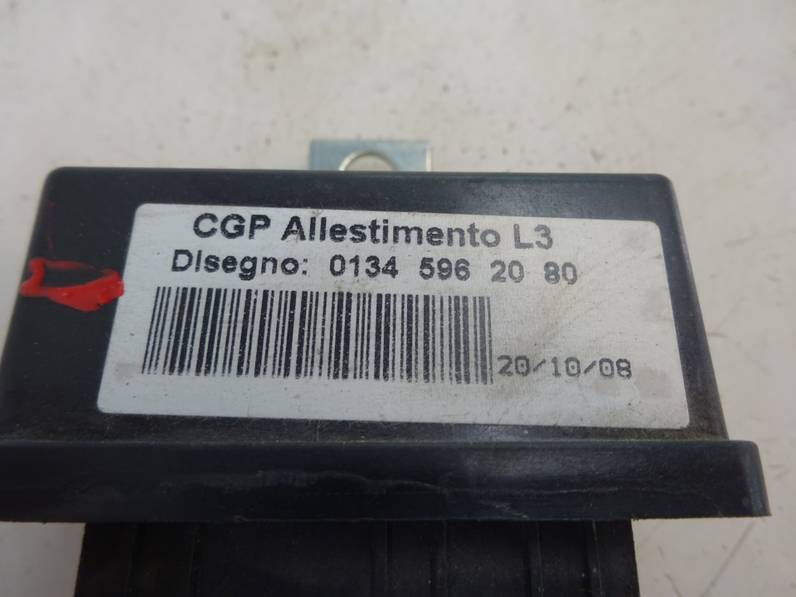 CGP Allestimento L3
Disegno: 0134 596 20 80
20/10/08